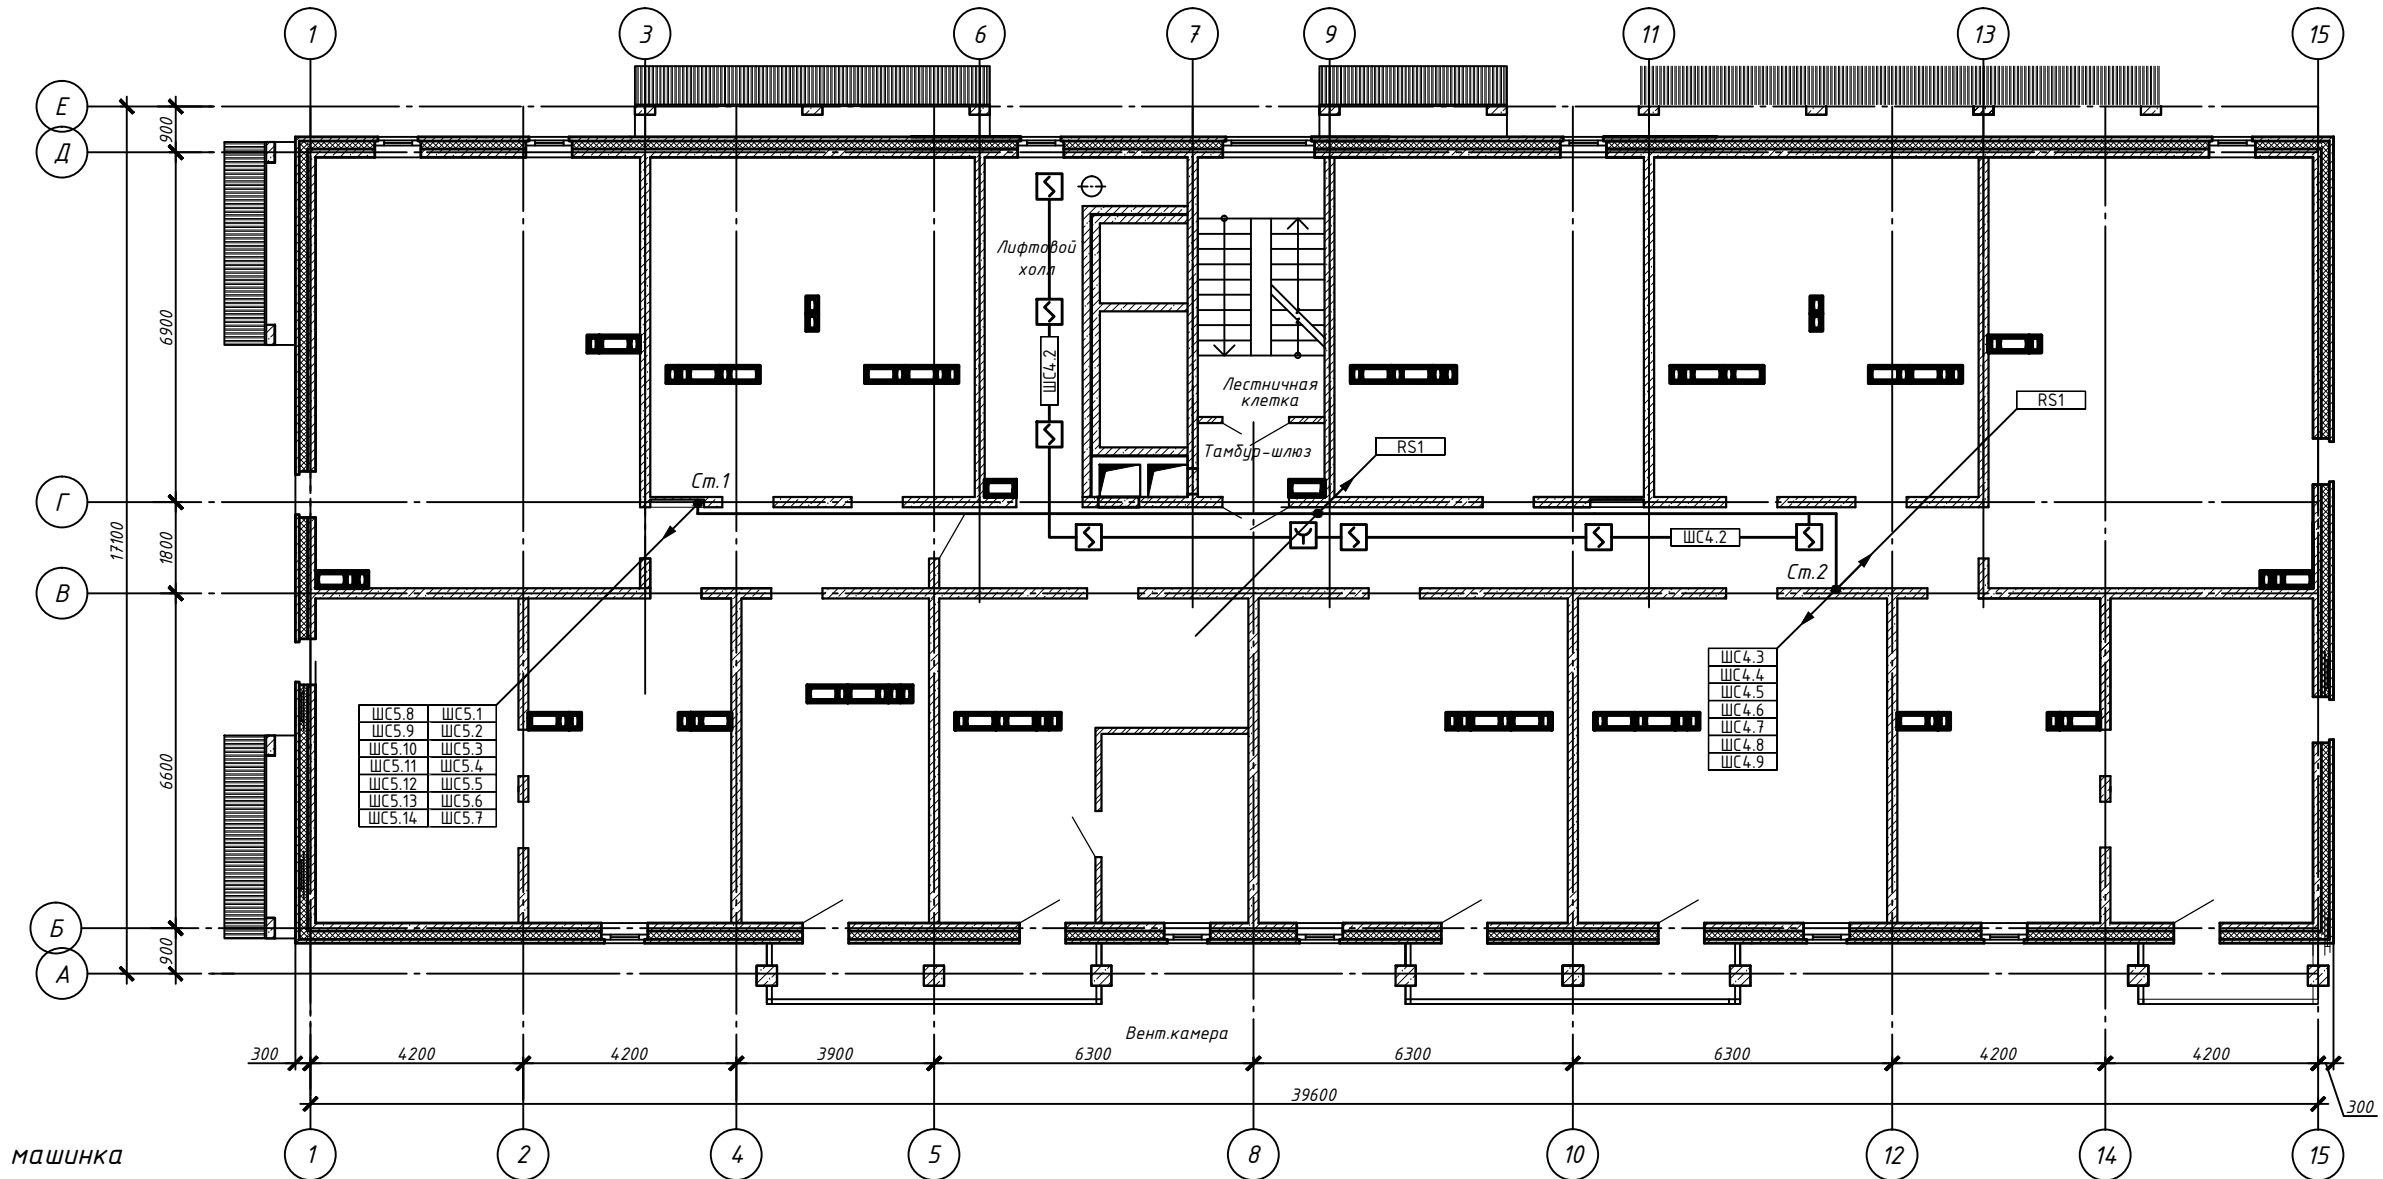 1
3
6
7
9
11
13
15
Е
Д
Г
В
Б
А
900
6900
1800
6600
900
17100
Лифтовой
холл
ШС4.2
Лестничная
клетка
Тамбур-шлюз
RS1
RS1
Ст.1
ШС4.2
Ст.2
ШС5.8 ШС5.1
ШС5.9 ШС5.2
ШС5.10 ШС5.3
ШС5.11 ШС5.4
ШС5.12 ШС5.5
ШС5.13 ШС5.6
ШС5.14 ШС5.7
ШС4.3
ШС4.4
ШС4.5
ШС4.6
ШС4.7
ШС4.8
ШС4.9
Вент.камера
300
4200
4200
3900
6300
6300
6300
4200
4200
39600
300
машинка
1
2
4
5
8
10
12
14
15